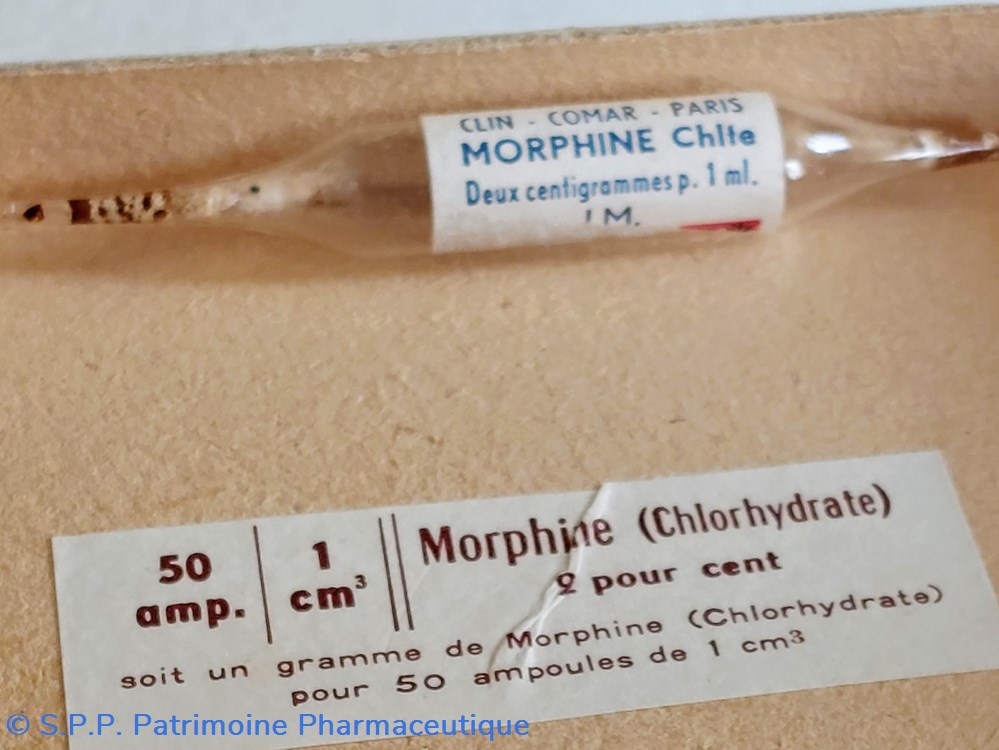 CLIN - COMAR - PARIS
MORPHINE Chlte
Deux centigrammes p. 1 ml.
I M.
50 amp.
1 cm³
Morphine (Chlorhydrate)
2 pour cent
soit un gramme de Morphine (Chlorhydrate)
pour 50 ampoules de 1 cm³
© S.P.P. Patrimoine Pharmaceutique